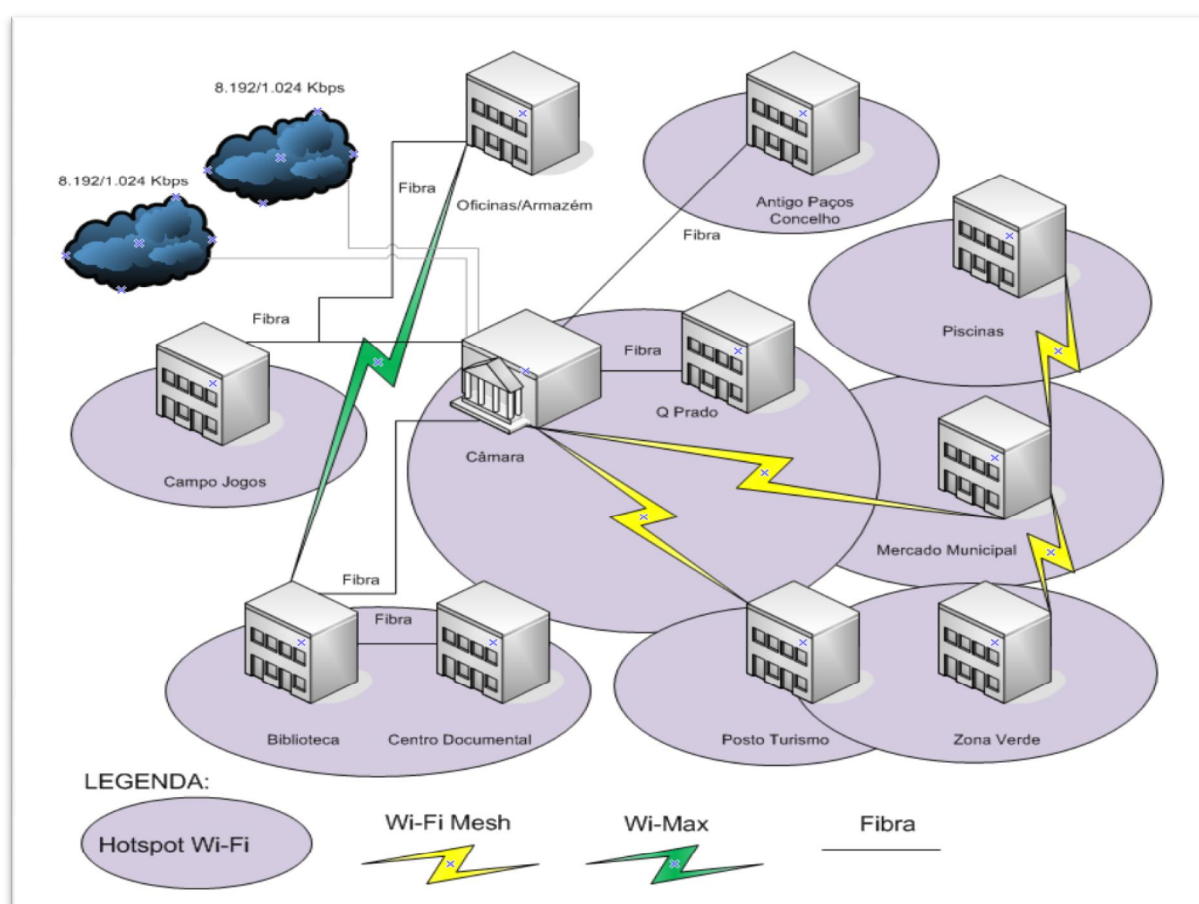 8.192/1.024 Kbps
8.192/1.024 Kbps
Fibra
Oficinas/Armazém
Antigo Paços
Concelho
Fibra
Piscinas
Fibra
Fibra
Q Prado
Câmara
Campo Jogos
Mercado Municipal
Fibra
Fibra
Biblioteca
Centro Documental
Posto Turismo
Zona Verde
LEGENDA:
Hotspot Wi-Fi
Wi-Fi Mesh
Wi-Max
Fibra